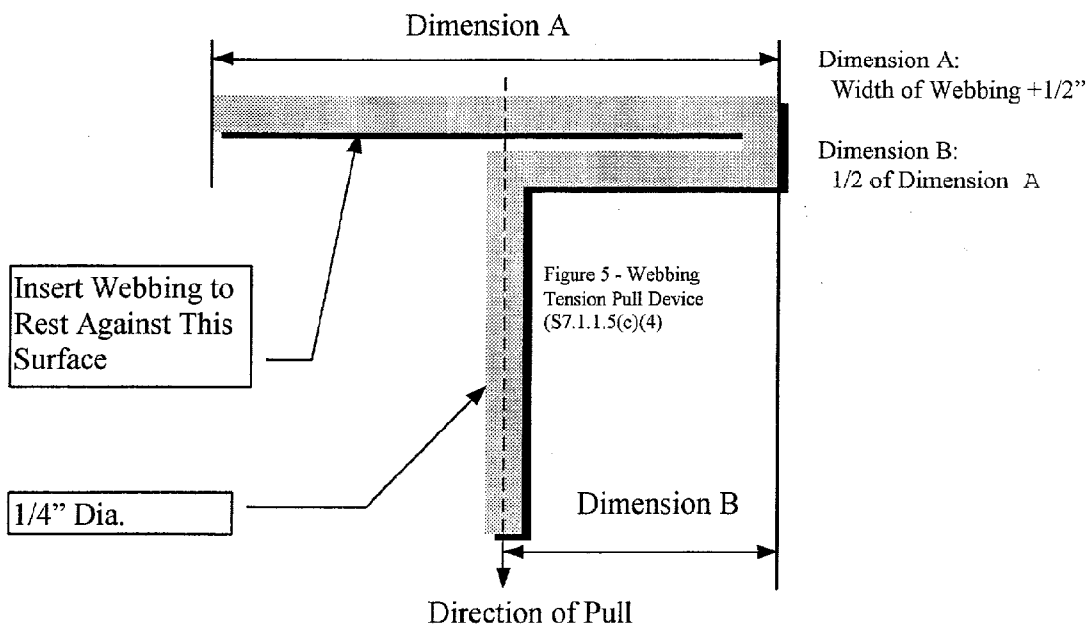 Dimension A
Dimension A:
Width of Webbing +1/2”
Dimension B:
1/2 of Dimension A
Insert Webbing to
Rest Against This
Surface
Figure 5 - Webbing
Tension Pull Device
(S7.1.1.5(c)(4)
1/4” Dia.
Dimension B
Direction of Pull